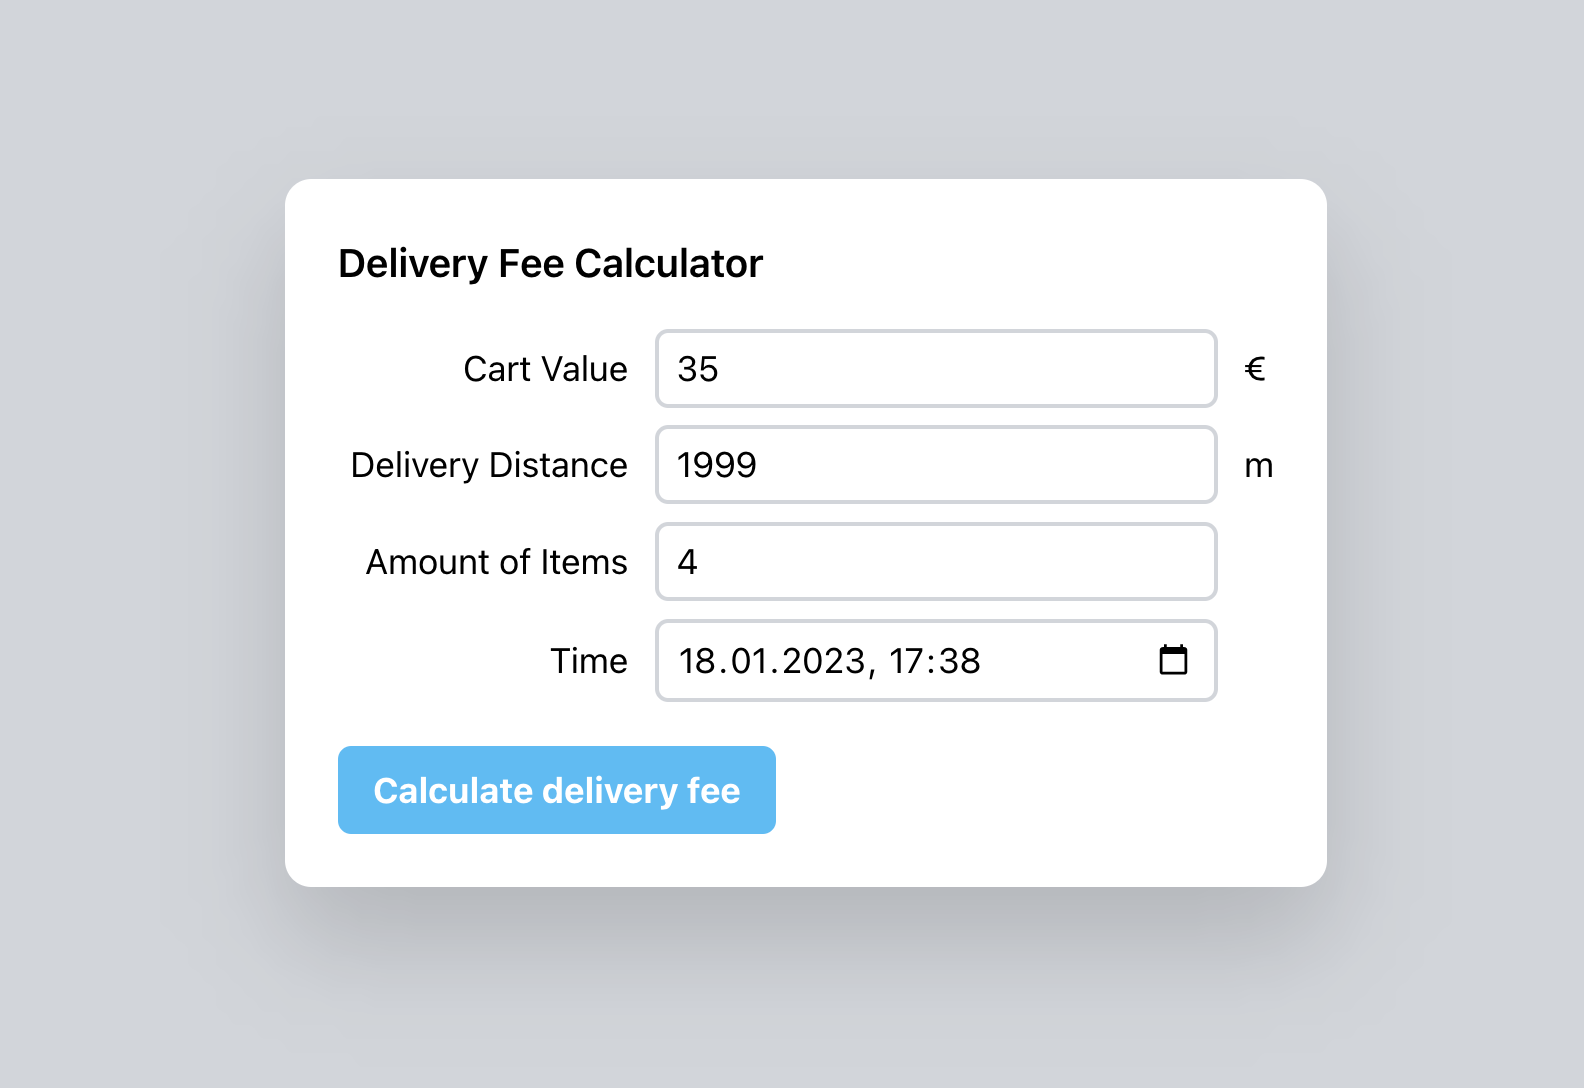 Delivery Fee Calculator
Cart Value 35 €
Delivery Distance 1999 m
Amount of Items 4
Time 18.01.2023, 17:38
Calculate delivery fee